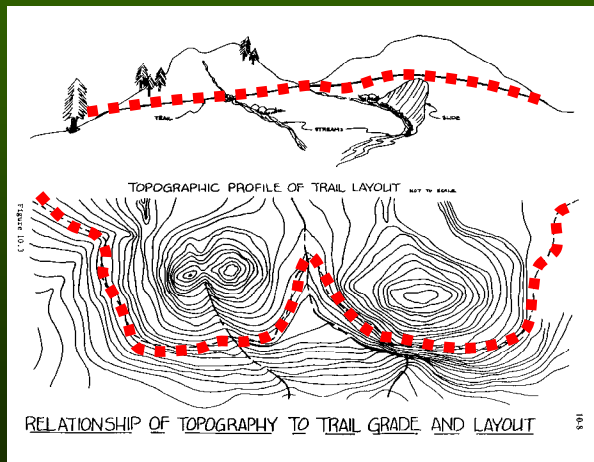 TRAIL
STREAMS
SLIDE
TOPOGRAPHIC PROFILE OF TRAIL LAYOUT NOT TO SCALE
Figure 10.3
RELATIONSHIP OF TOPOGRAPHY TO TRAIL GRADE AND LAYOUT
10-8